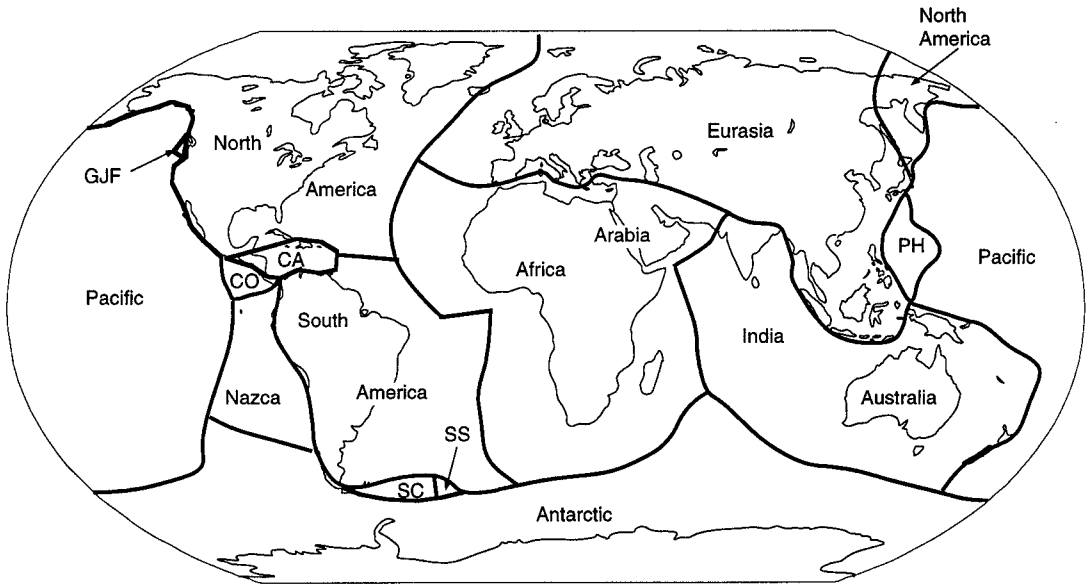 North
America
North
Eurasia
GJF
America
Arabia
PH
CA
Africa
Pacific
CO
Pacific
South
India
Nazca
America
Australia
SS
SC
Antarctic